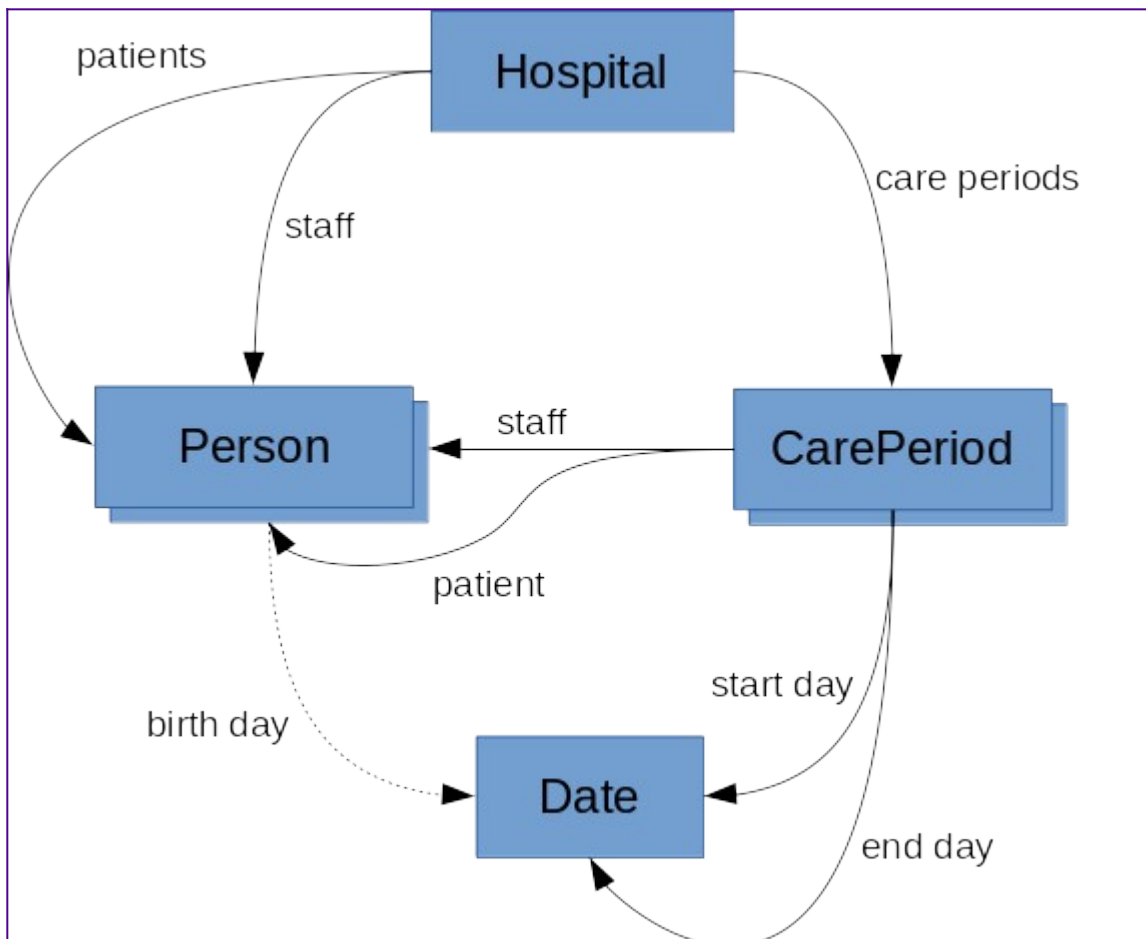 patients
Hospital
care periods
staff
Person
staff
CarePeriod
patient
start day
birth day
Date
end day